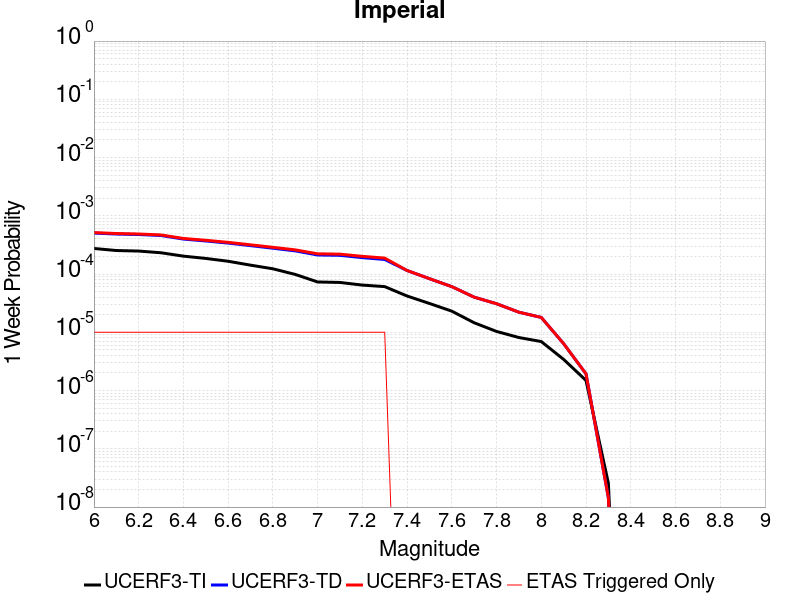 Imperial
10 0
10 -1
10 -2
10 -3
10 -4
10 -5
10 -6
10 -7
10 -8
1 Week Probability
6 6.2 6.4 6.6 6.8 7 7.2 7.4 7.6 7.8 8 8.2 8.4 8.6 8.8 9
Magnitude
UCERF3-TI UCERF3-TD UCERF3-ETAS ETAS Triggered Only